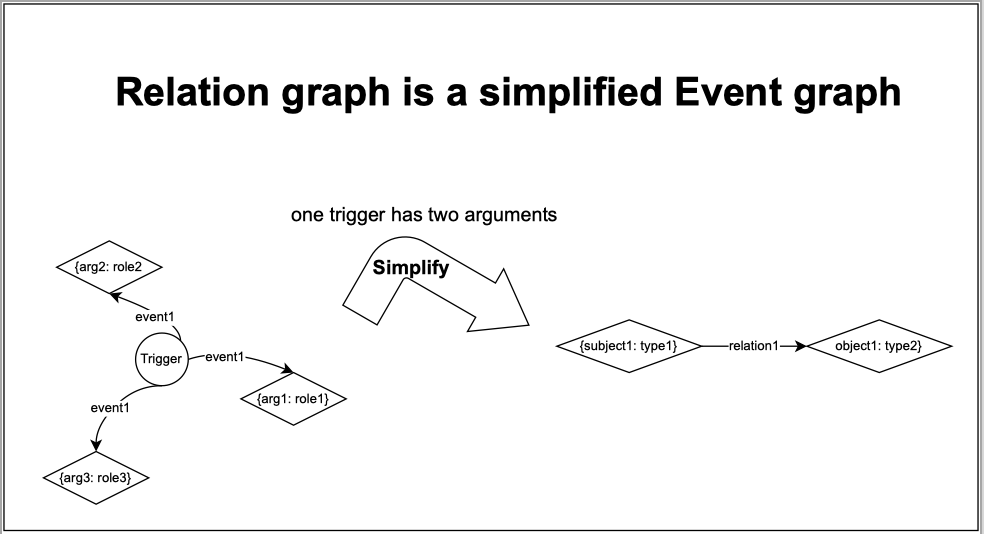 Relation graph is a simplified Event graph
one trigger has two arguments
Simplify
{arg2: role2
event1
Trigger
event1
{arg1: role1}
event1
{arg3: role3}
{subject1: type1}
relation1
object1: type2}